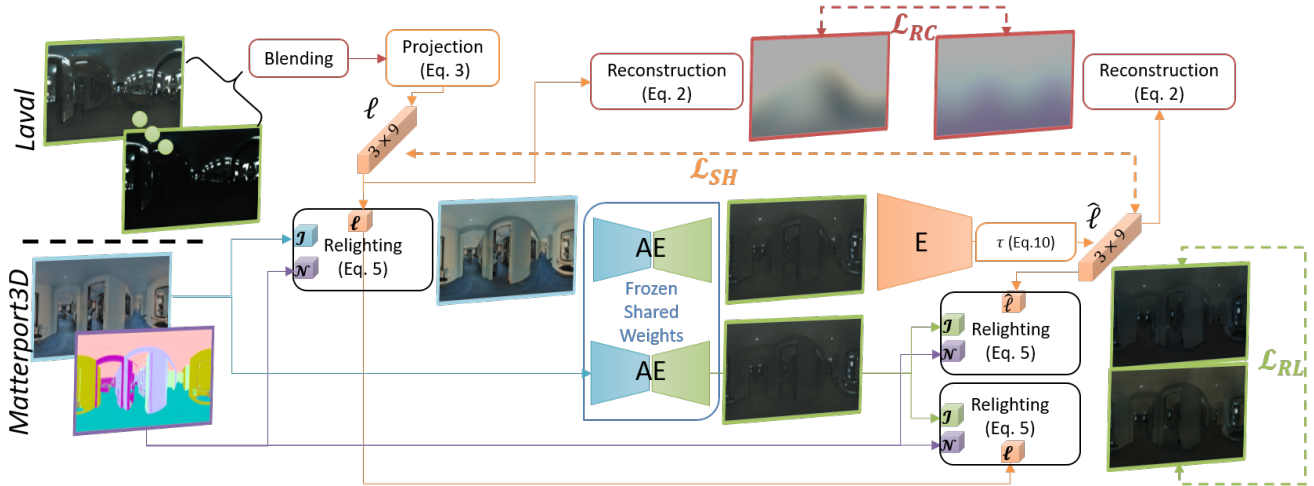 Laval
Blending
Projection
(Eq. 3)
ℓ
3 × 9
Reconstruction
(Eq. 2)
ℒRC
Reconstruction
(Eq. 2)
ℒSH
Matterport3D
ℓ
𝓘
𝓝
Relighting
(Eq. 5)
AE
Frozen
Shared
Weights
AE
E
τ (Eq.10)
ℓ̂
3 × 9
ℓ̂
𝓘
𝓝
Relighting
(Eq. 5)
𝓘
𝓝
Relighting
(Eq. 5)
ℓ
ℒRL